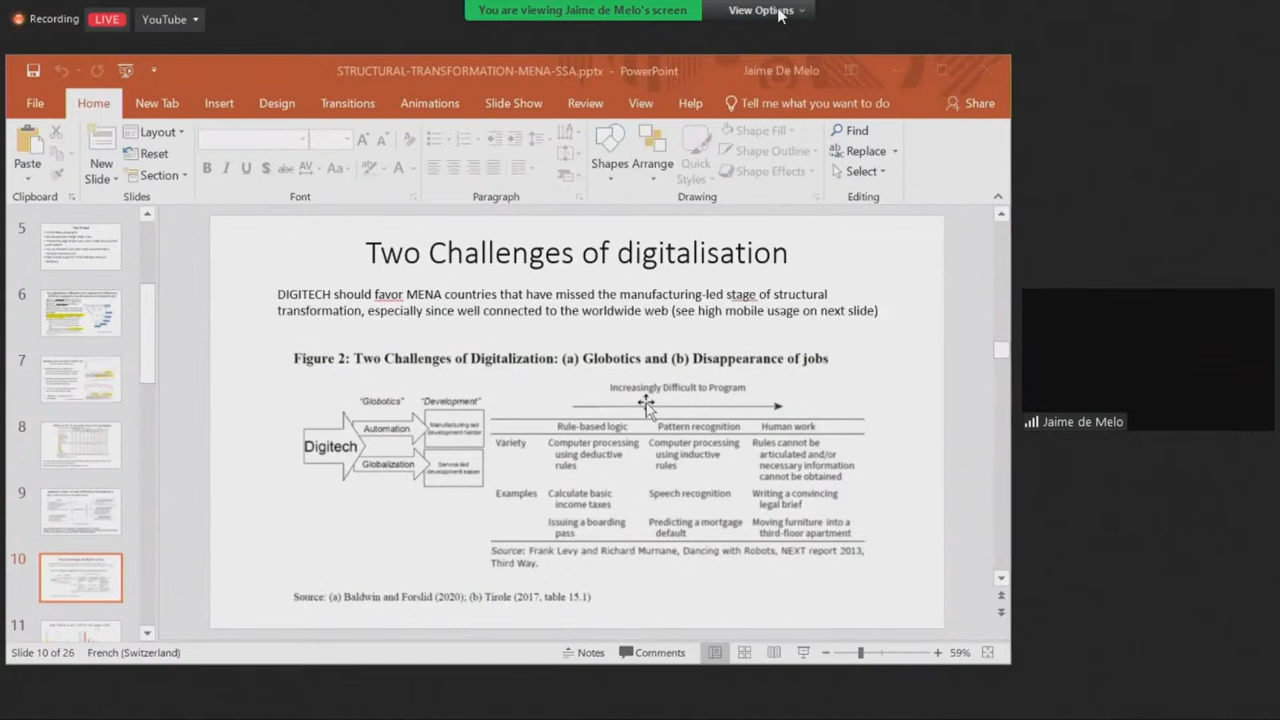 Recording LIVE YouTube
You are viewing Jaime de Melo's screen View Options
STRUCTURAL-TRANSFORMATION-MENA-SSA.pptx - PowerPoint Jaime De Melo
File Home New Tab Insert Design Transitions Animations Slide Show Review View Help Tell me what you want to do Share
Paste
New
Slide
Layout
Reset
Section
Shapes Arrange Quick
Styles
Shape Fill
Shape Outline
Shape Effects
Find
Replace
Select
Clipboard Slides Font Paragraph Drawing Editing
5
6
7
8
9
10
11
Two Challenges of digitalisation
DIGITECH should favor MENA countries that have missed the manufacturing-led stage of structural
transformation, especially since well connected to the worldwide web (see high mobile usage on next slide)
Figure 2: Two Challenges of Digitalization: (a) Globotics and (b) Disappearance of jobs
"Globotics" "Development"
Digitech
Automation
Globalization
Manufacturing-led
development harder
Service-led
development easier
Increasingly Difficult to Program
Rule-based logic Pattern recognition Human work
Variety Computer processing Computer processing Rules cannot be
using deductive using inductive articulated and/or
rules rules necessary information
cannot be obtained
Examples Calculate basic Speech recognition Writing a convincing
income taxes legal brief
Issuing a boarding Predicting a mortgage Moving furniture into a
pass default third-floor apartment
Source: Frank Levy and Richard Murnane, Dancing with Robots, NEXT report 2013,
Third Way.
Source: (a) Baldwin and Forslid (2020); (b) Tirole (2017, table 15.1)
Jaime de Melo
Slide 10 of 26 French (Switzerland) Notes Comments 59%